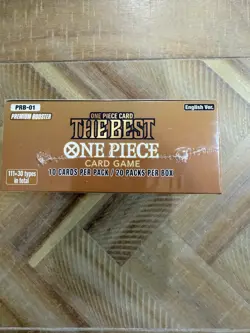 PRB-01
PREMIUM BOOSTER
English Ver.
ONE PIECE CARD
THE BEST
ONE PIECE
CARD GAME
111+30 types
in total
10 CARDS PER PACK / 20 PACKS PER BOX